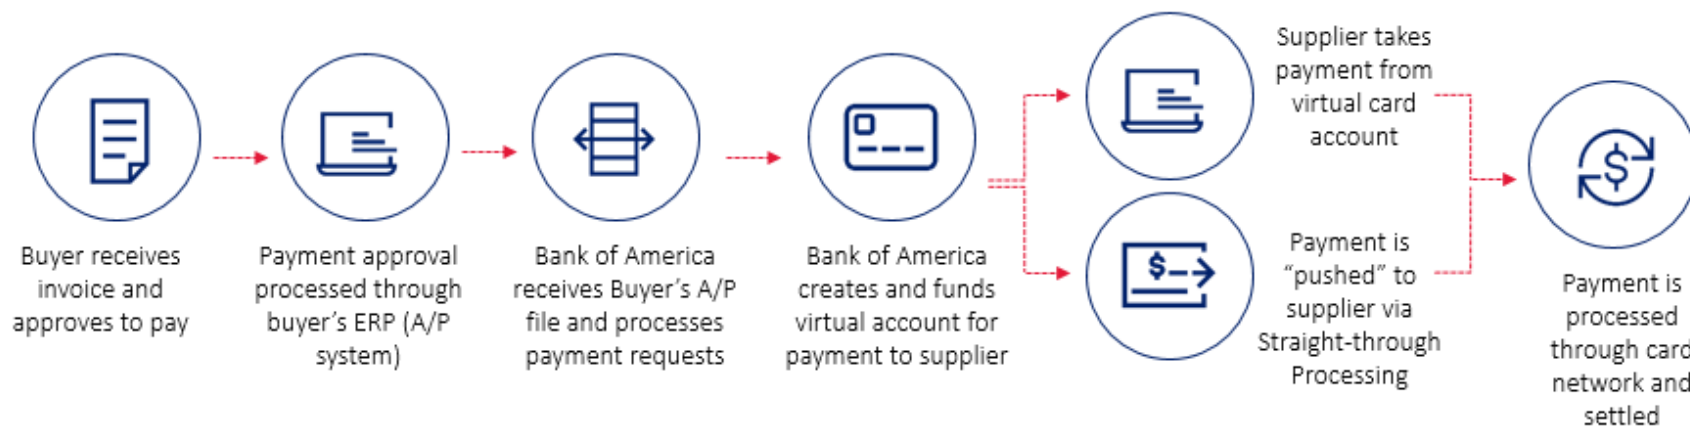 Buyer receives
invoice and
approves to pay
Payment approval
processed through
buyer’s ERP (A/P
system)
Bank of America
receives Buyer’s A/P
file and processes
payment requests
Bank of America
creates and funds
virtual account for
payment to supplier
Supplier takes
payment from
virtual card
account
Payment is
“pushed” to
supplier via
Straight-through
Processing
Payment is
processed
through card
network and
settled